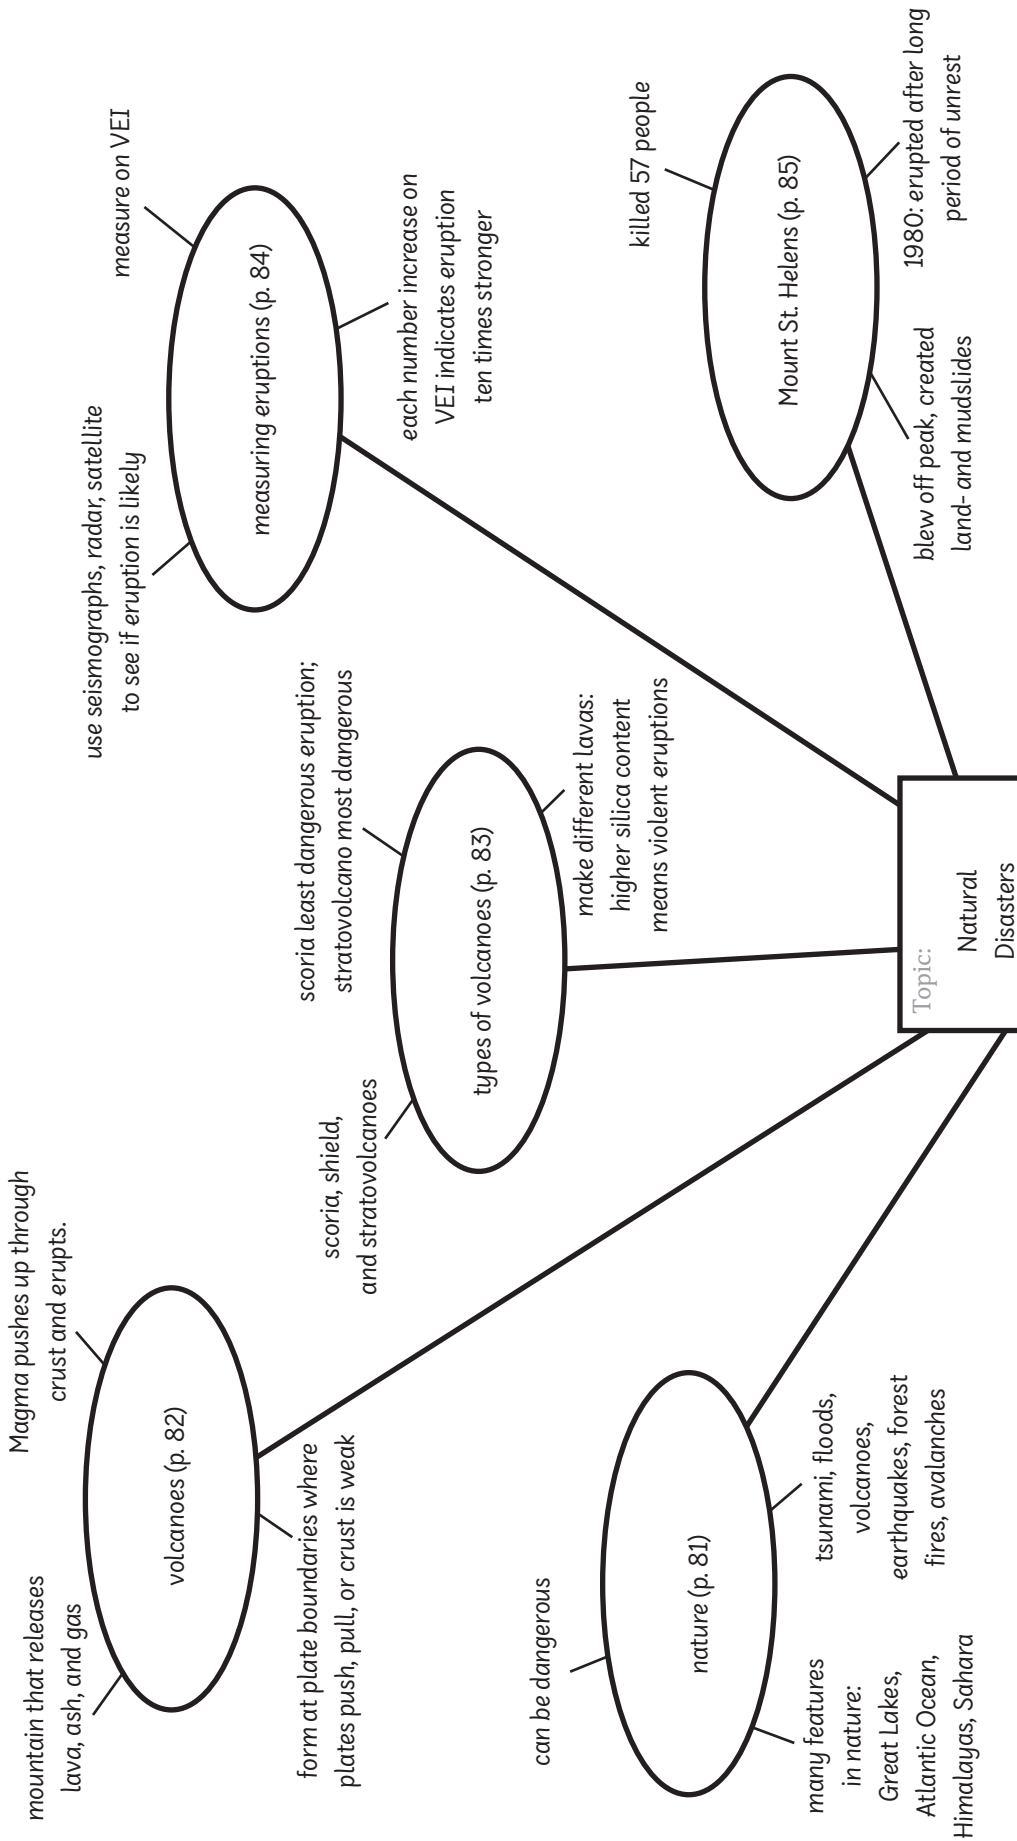 mountain that releases
lava, ash, and gas
Magma pushes up through
crust and erupts.
volcanoes (p. 82)
form at plate boundaries where
plates push, pull, or crust is weak
use seismographs, radar, satellite
to see if eruption is likely
measure on VEI
measuring eruptions (p. 84)
each number increase on
VEI indicates eruption
ten times stronger
scoria, shield,
and stratovolcanoes
scoria least dangerous eruption;
stratovolcano most dangerous
types of volcanoes (p. 83)
make different lavas:
higher silica content
means violent eruptions
can be dangerous
nature (p. 81)
many features
in nature:
Great Lakes,
Atlantic Ocean,
Himalayas, Sahara
tsunami, floods,
volcanoes,
earthquakes, forest
fires, avalanches
killed 57 people
Mount St. Helens (p. 85)
blew off peak, created
land- and mudslides
1980: erupted after long
period of unrest
Topic:
Natural
Disasters